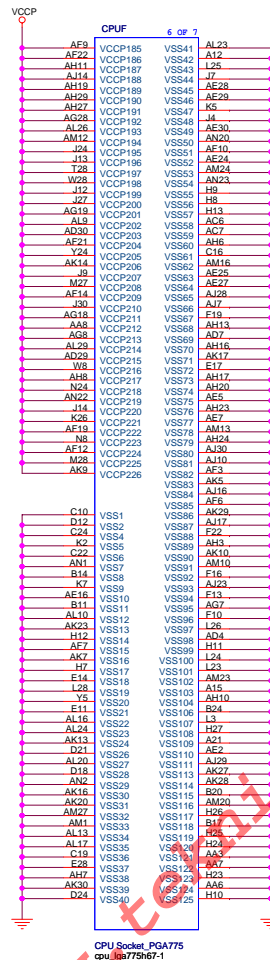 VCCP
CPUF 6 OF 7
AF9 VCCP185 VSS41 AL23
AF22 VCCP186 VSS42 A12
AH11 VCCP187 VSS43 L25
AJ14 VCCP188 VSS44 J7
AH19 VCCP189 VSS45 AE28
AH29 VCCP190 VSS46 AE29
AH27 VCCP191 VSS47 K5
AG28 VCCP192 VSS48 J4
AL26 VCCP193 VSS49 AE30
AM12 VCCP194 VSS50 AN20
J24 VCCP195 VSS51 AF10
J13 VCCP196 VSS52 AE24
T28 VCCP197 VSS53 AM24
W28 VCCP198 VSS54 AN23
J12 VCCP199 VSS55 H9
J27 VCCP200 VSS56 H8
AG19 VCCP201 VSS57 H13
AL9 VCCP202 VSS58 AC6
AD30 VCCP203 VSS59 AC7
AF21 VCCP204 VSS60 AH6
Y24 VCCP205 VSS61 C16
AK14 VCCP206 VSS62 AM16
J9 VCCP207 VSS63 AE25
M27 VCCP208 VSS64 AE27
AF14 VCCP209 VSS65 AJ28
J30 VCCP210 VSS66 AJ7
AG18 VCCP211 VSS67 F19
AA8 VCCP212 VSS68 AH13
AG8 VCCP213 VSS69 AD7
AL29 VCCP214 VSS70 AH16
AD29 VCCP215 VSS71 AK17
W8 VCCP216 VSS72 E17
AH8 VCCP217 VSS73 AH17
N24 VCCP218 VSS74 AH20
AN22 VCCP219 VSS75 AE5
J14 VCCP220 VSS76 AH23
K26 VCCP221 VSS77 AE7
AF19 VCCP222 VSS78 AM13
N8 VCCP223 VSS79 AH24
AF12 VCCP224 VSS80 AJ30
M28 VCCP225 VSS81 AJ10
AK9 VCCP226 VSS82 AF3
VSS83 AK5
VSS84 AJ16
VSS85 AF6
C10 VSS1 VSS86 AK29
D12 VSS2 VSS87 AJ17
C24 VSS4 VSS88 F22
K2 VSS5 VSS89 AH3
C22 VSS6 VSS90 AK10
AN1 VSS7 VSS91 AM10
B14 VSS8 VSS92 F16
K7 VSS9 VSS93 AJ23
AE16 VSS10 VSS94 F13
B11 VSS11 VSS95 AG7
AL10 VSS12 VSS96 F10
AK23 VSS13 VSS97 L26
H12 VSS14 VSS98 AD4
AF7 VSS15 VSS99 H11
AK7 VSS16 VSS100 L24
H7 VSS17 VSS101 L23
E14 VSS18 VSS102 AM23
L28 VSS19 VSS103 A15
Y5 VSS20 VSS104 AH10
E11 VSS21 VSS105 B24
AL16 VSS22 VSS106 L3
AL24 VSS23 VSS108 H27
AK13 VSS24 VSS109 A21
D21 VSS26 VSS110 AE2
AL20 VSS27 VSS111 AJ29
D18 VSS28 VSS113 AK27
AN2 VSS29 VSS114 AK28
AK16 VSS30 VSS115 B20
AK20 VSS31 VSS116 AM20
AM27 VSS32 VSS117 H26
AM1 VSS33 VSS118 B17
AL13 VSS34 VSS119 H25
AL17 VSS35 VSS120 H24
C19 VSS36 VSS121 AA3
E28 VSS37 VSS122 AA7
AH7 VSS38 VSS123 H23
AK30 VSS39 VSS124 AA6
D24 VSS40 VSS125 H10
CPU Socket_PGA775
cpu_lga775h67-1